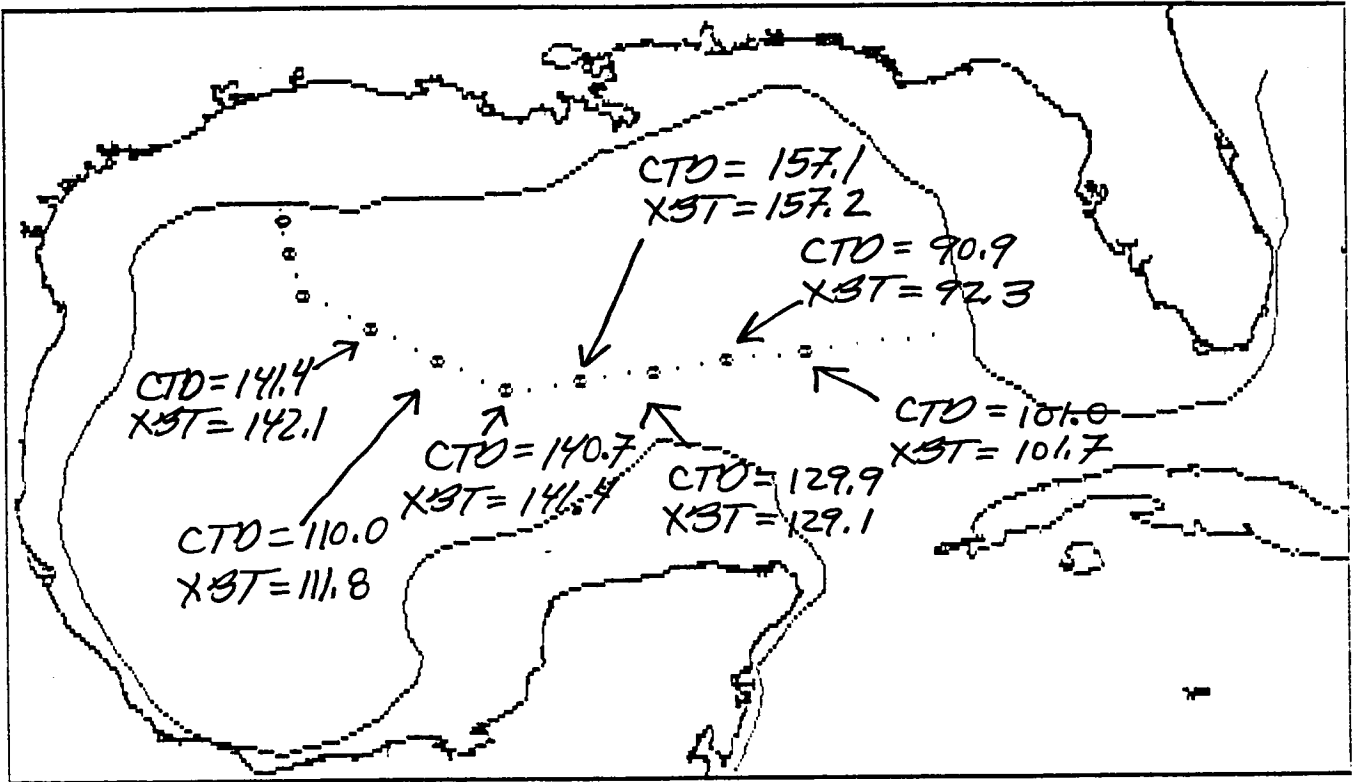 CTD = 157.1
XBT = 157.2
CTD = 90.9
XBT = 92.3
CTD = 141.4
XBT = 142.1
CTD = 101.0
XBT = 101.7
CTD = 140.7
XBT = 141.4
CTD = 129.9
XBT = 129.1
CTD = 110.0
XBT = 111.8